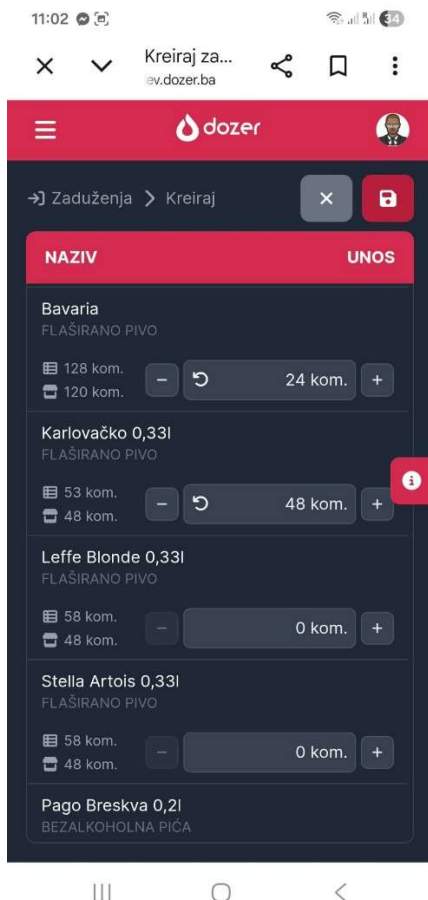 11:02
34
Kreiraj za...
ev.dozer.ba
dozer
Zaduženja Kreiraj
NAZIV UNOS
Bavaria
FLAŠIRANO PIVO
128 kom.
120 kom.
24 kom.
Karlovačko 0,33l
FLAŠIRANO PIVO
53 kom.
48 kom.
48 kom.
Leffe Blonde 0,33l
FLAŠIRANO PIVO
58 kom.
48 kom.
0 kom.
Stella Artois 0,33l
FLAŠIRANO PIVO
58 kom.
48 kom.
0 kom.
Pago Breskva 0,2l
BEZALKOHOLNA PIĆA